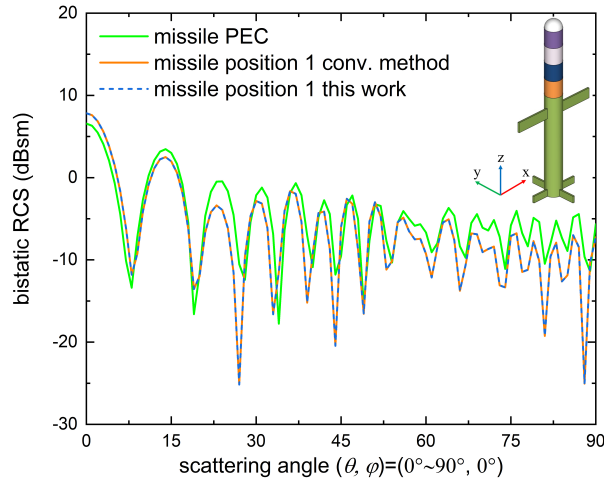 20
10
0
-10
-20
-30
bistatic RCS (dBsm)
missile PEC
missile position 1 conv. method
missile position 1 this work
z
y
x
0 15 30 45 60 75 90
scattering angle (θ, φ)=(0°~90°, 0°)